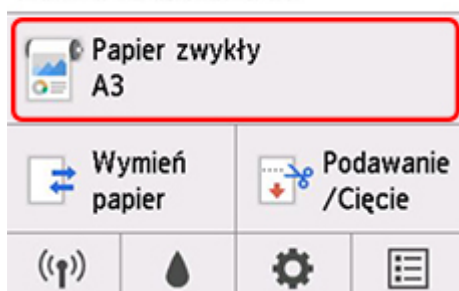 Papier zwykły
A3
Wymień
papier
Podawanie
/Cięcie